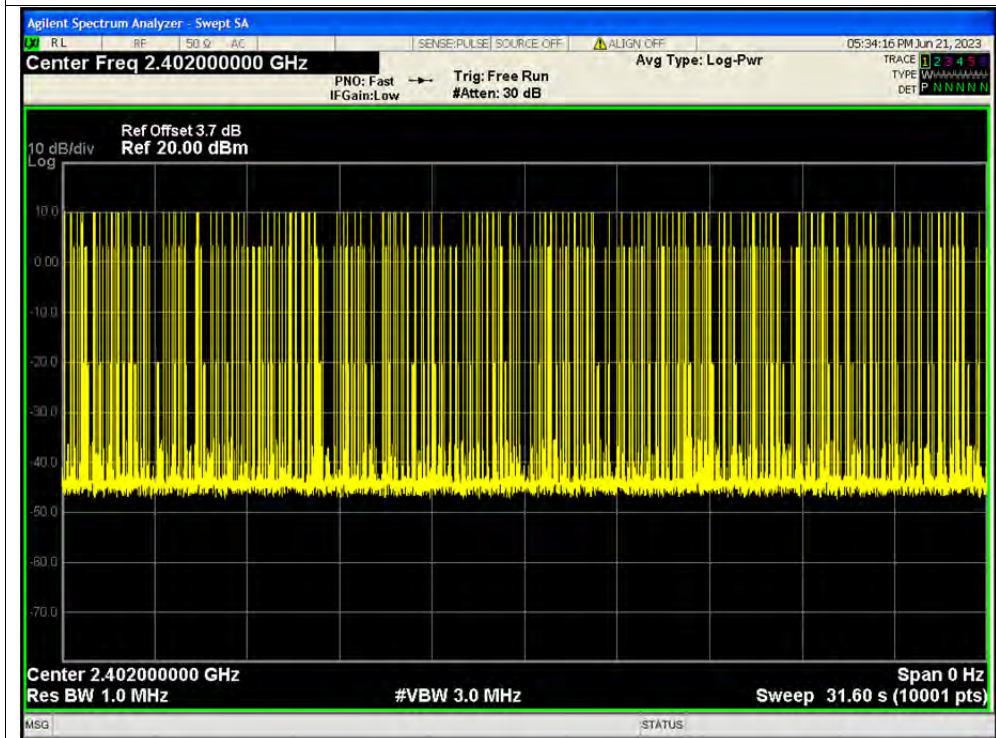 Agilent Spectrum Analyzer - Swept SA
LXI RL RF 50 Ω AC SENSE:PULSE SOURCE OFF ALIGN OFF 05:34:16 PM Jun 21, 2023
Center Freq 2.402000000 GHz
Avg Type: Log-Pwr
TRACE 1 2 3 4 5 6
PNO: Fast Trig: Free Run
TYPE W
IFGain:Low #Atten: 30 dB
DET P N N N N N
Ref Offset 3.7 dB
10 dB/div Ref 20.00 dBm
Log
10.0
0.00
-10.0
-20.0
-30.0
-40.0
-50.0
-60.0
-70.0
Center 2.402000000 GHz Span 0 Hz
Res BW 1.0 MHz #VBW 3.0 MHz Sweep 31.60 s (10001 pts)
MSG STATUS